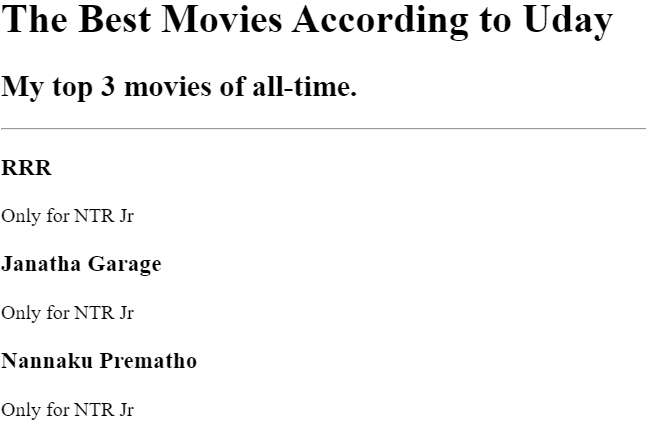 The Best Movies According to Uday
My top 3 movies of all-time.
RRR
Only for NTR Jr
Janatha Garage
Only for NTR Jr
Nannaku Prematho
Only for NTR Jr